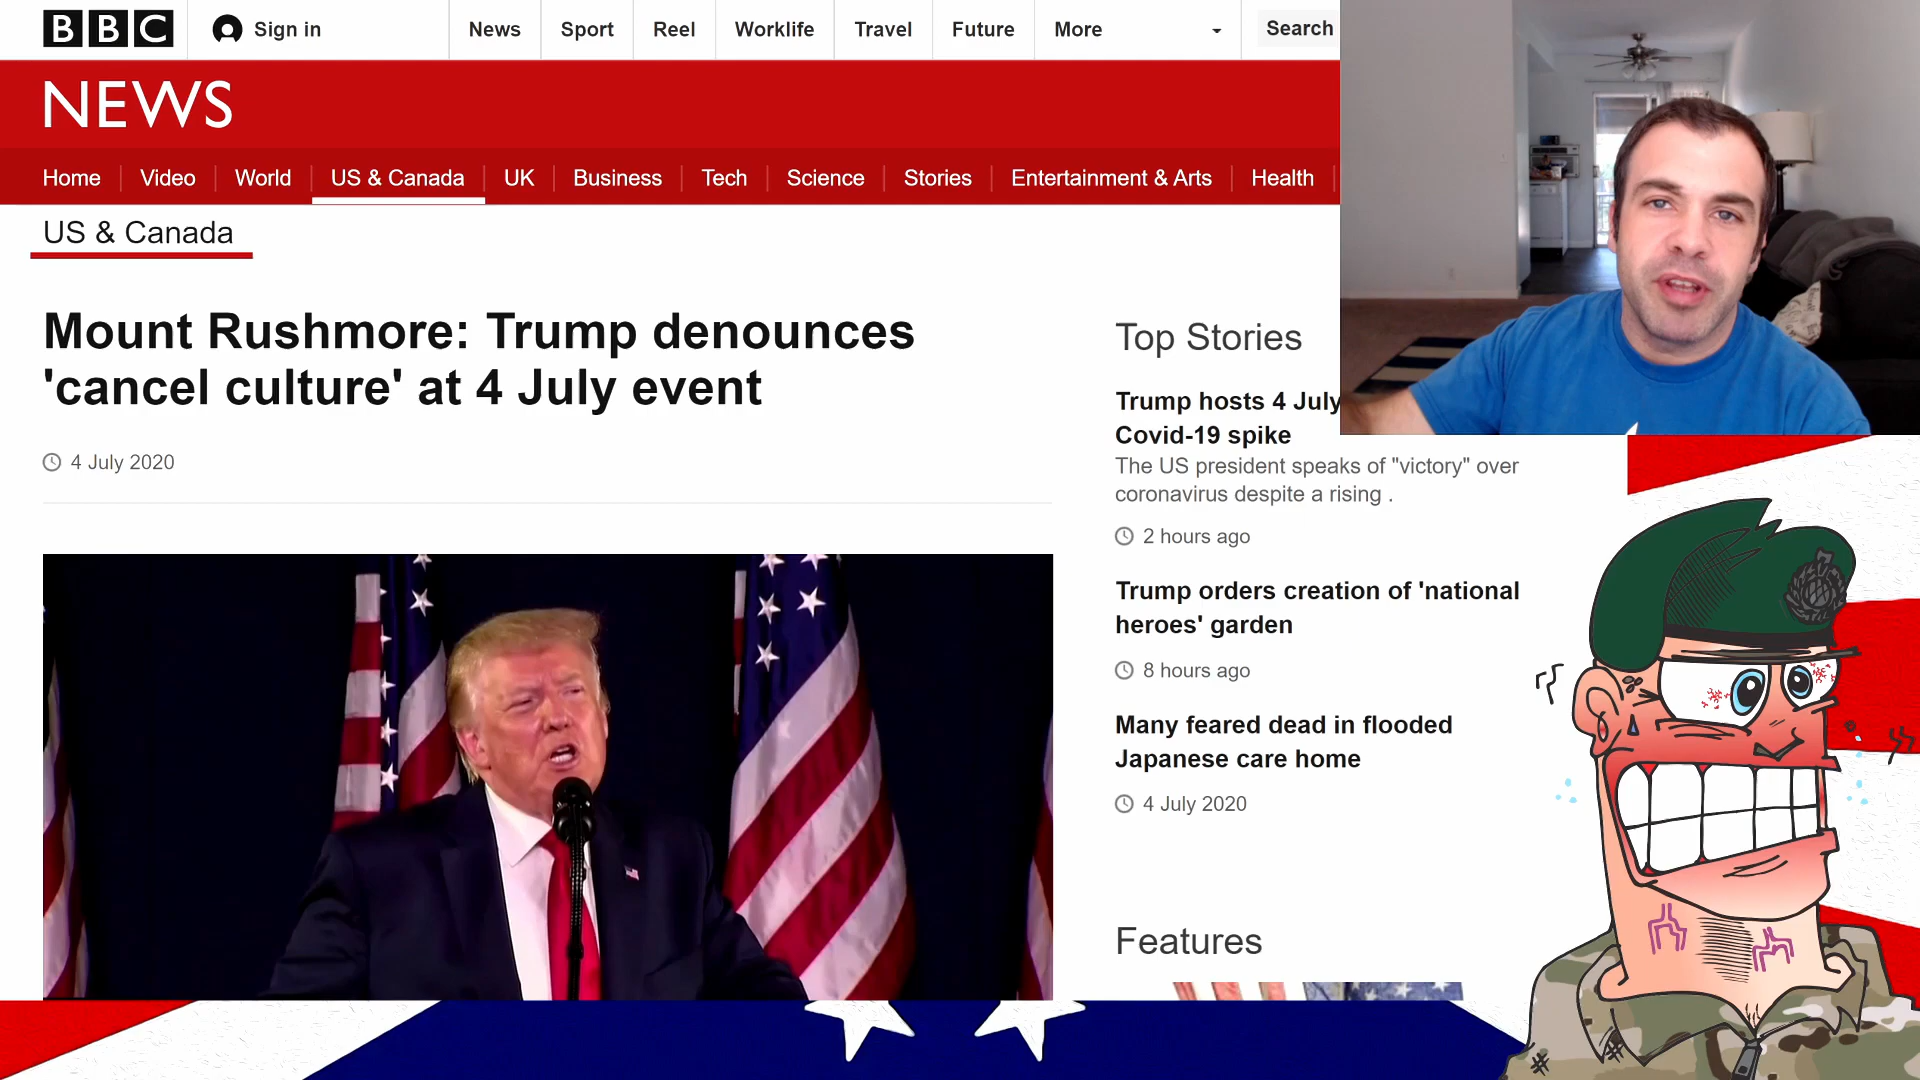 BBC
Sign in
News
Sport
Reel
Worklife
Travel
Future
More
Search
NEWS
Home
Video
World
US & Canada
UK
Business
Tech
Science
Stories
Entertainment & Arts
Health
US & Canada
Mount Rushmore: Trump denounces
'cancel culture' at 4 July event
4 July 2020
Top Stories
Trump hosts 4 July
Covid-19 spike
The US president speaks of "victory" over
coronavirus despite a rising .
2 hours ago
Trump orders creation of 'national
heroes' garden
8 hours ago
Many feared dead in flooded
Japanese care home
4 July 2020
Features